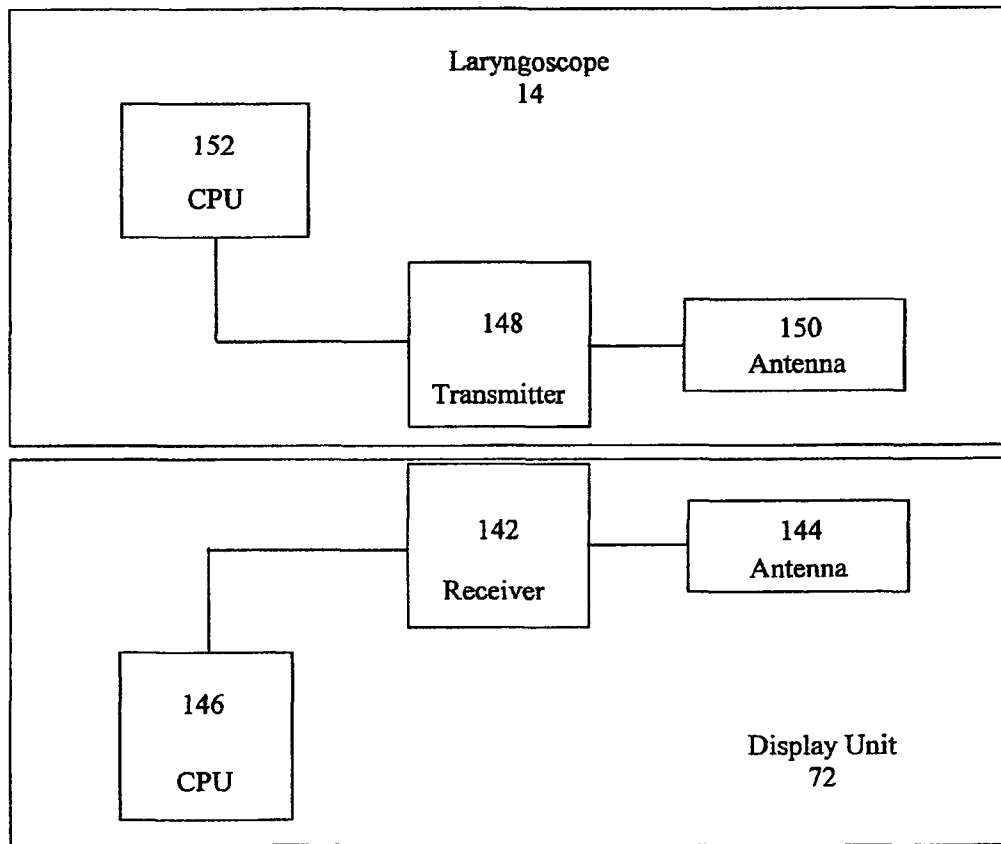 Laryngoscope
14
152
CPU
148
Transmitter
150
Antenna
142
Receiver
144
Antenna
146
CPU
Display Unit
72